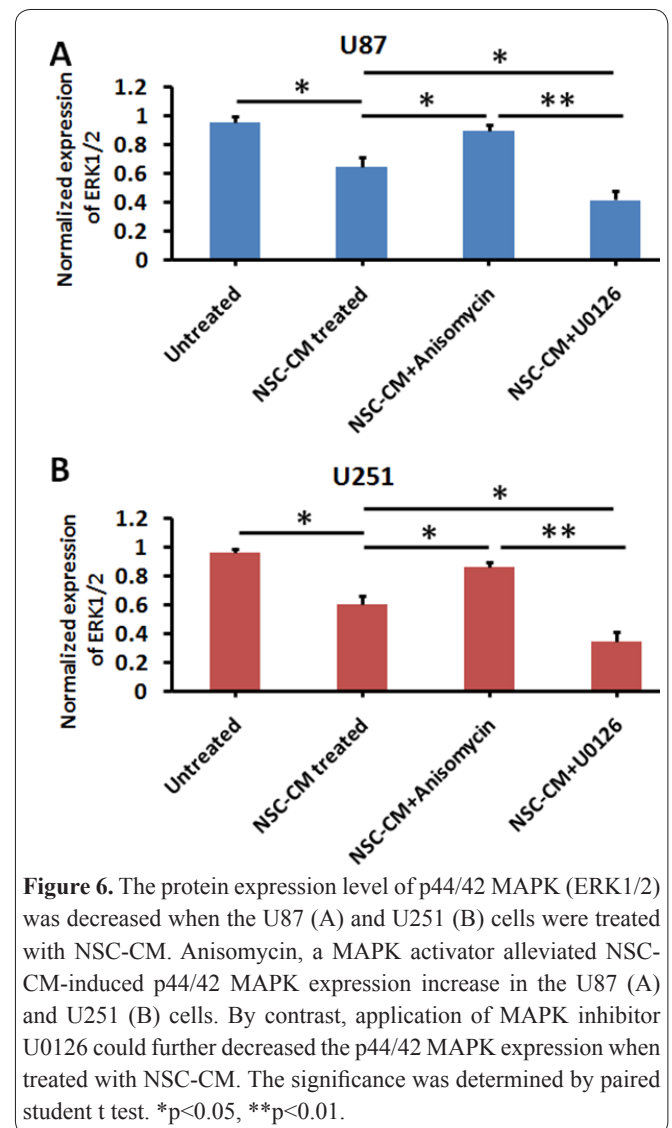 A
U87
*
*
*
**
Normalized expression
of ERK1/2
1.2
1
0.8
0.6
0.4
0.2
0
Untreated
NSC-CM treated
NSC-CM+Anisomycin
NSC-CM+U0126
B
U251
*
*
*
**
Normalized expression
of ERK1/2
1.2
1
0.8
0.6
0.4
0.2
0
Untreated
NSC-CM treated
NSC-CM+Anisomycin
NSC-CM+U0126
Figure 6. The protein expression level of p44/42 MAPK (ERK1/2)
was decreased when the U87 (A) and U251 (B) cells were treated
with NSC-CM. Anisomycin, a MAPK activator alleviated NSC-
CM-induced p44/42 MAPK expression increase in the U87 (A)
and U251 (B) cells. By contrast, application of MAPK inhibitor
U0126 could further decreased the p44/42 MAPK expression when
treated with NSC-CM. The significance was determined by paired
student t test. *p<0.05, **p<0.01.